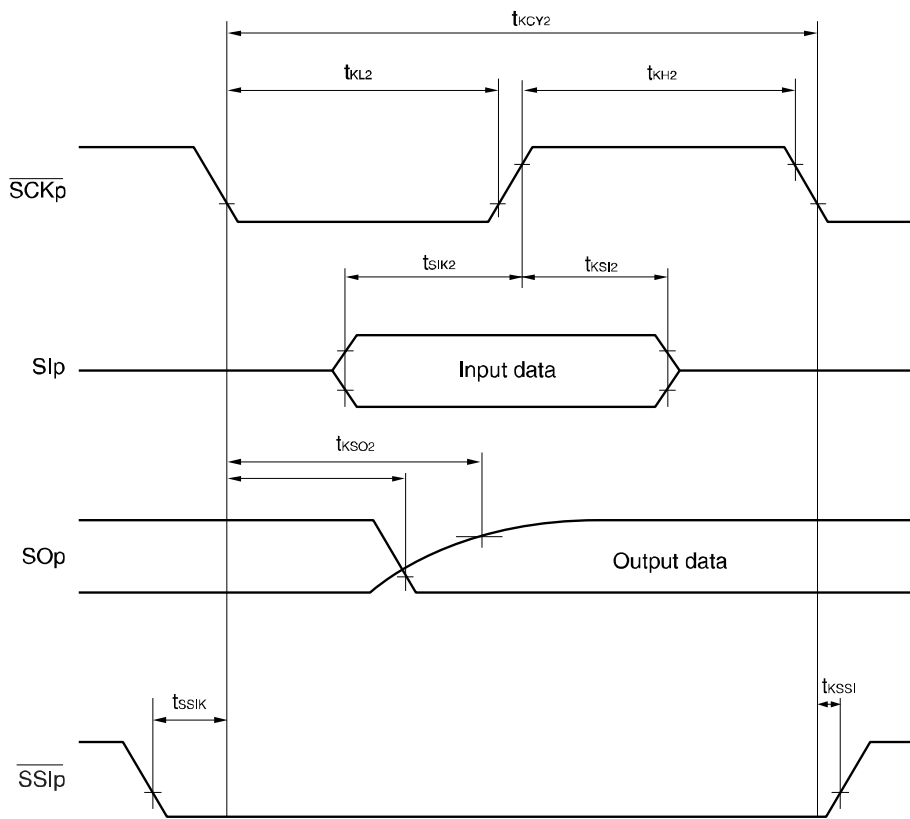 tKCY2
tKL2
tKH2
SCKp
tSIK2
tKSI2
SIp
Input data
tKSO2
SOp
Output data
tSSIK
tKSSI
SSIp